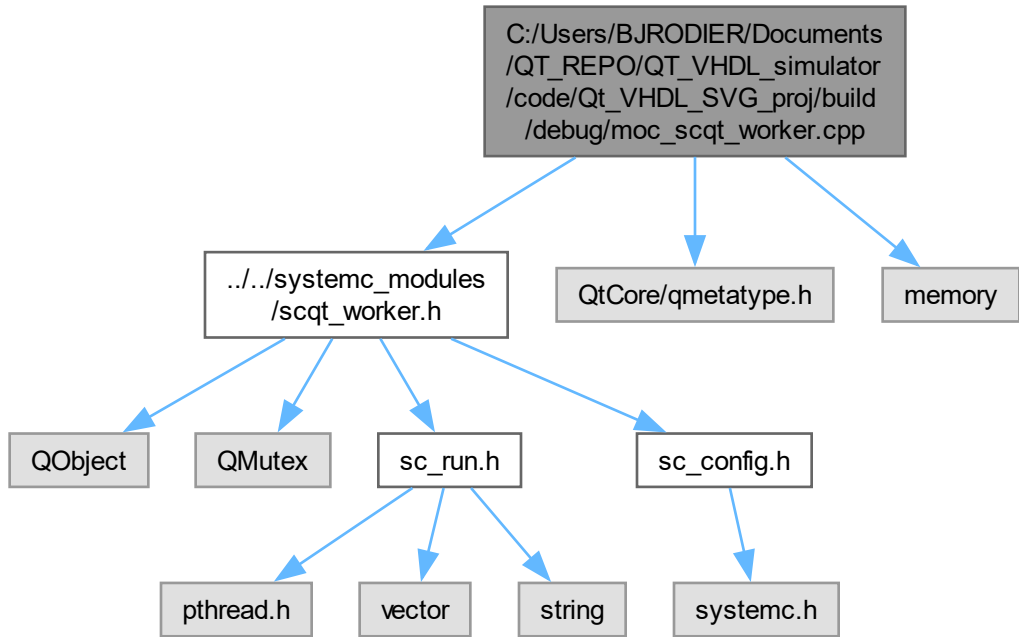 C:/Users/BJRODIER/Documents
/QT_REPO/QT_VHDL_simulator
/code/Qt_VHDL_SVG_proj/build
/debug/moc_scqt_worker.cpp
../../systemc_modules
/scqt_worker.h
QtCore/qmetatype.h
memory
QObject
QMutex
sc_run.h
sc_config.h
pthread.h
vector
string
systemc.h